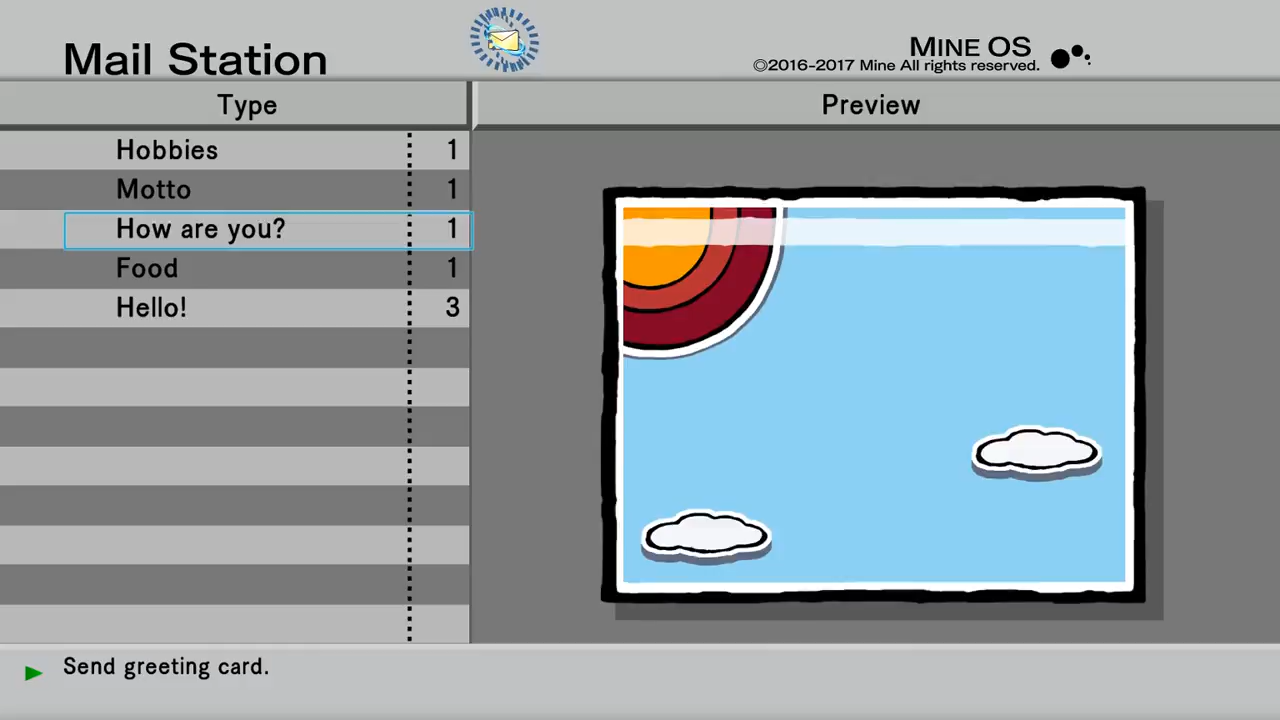 Mail Station
MINE OS
©2016-2017 Mine All rights reserved.
Type
Preview
Hobbies 1
Motto 1
How are you? 1
Food 1
Hello! 3
Send greeting card.